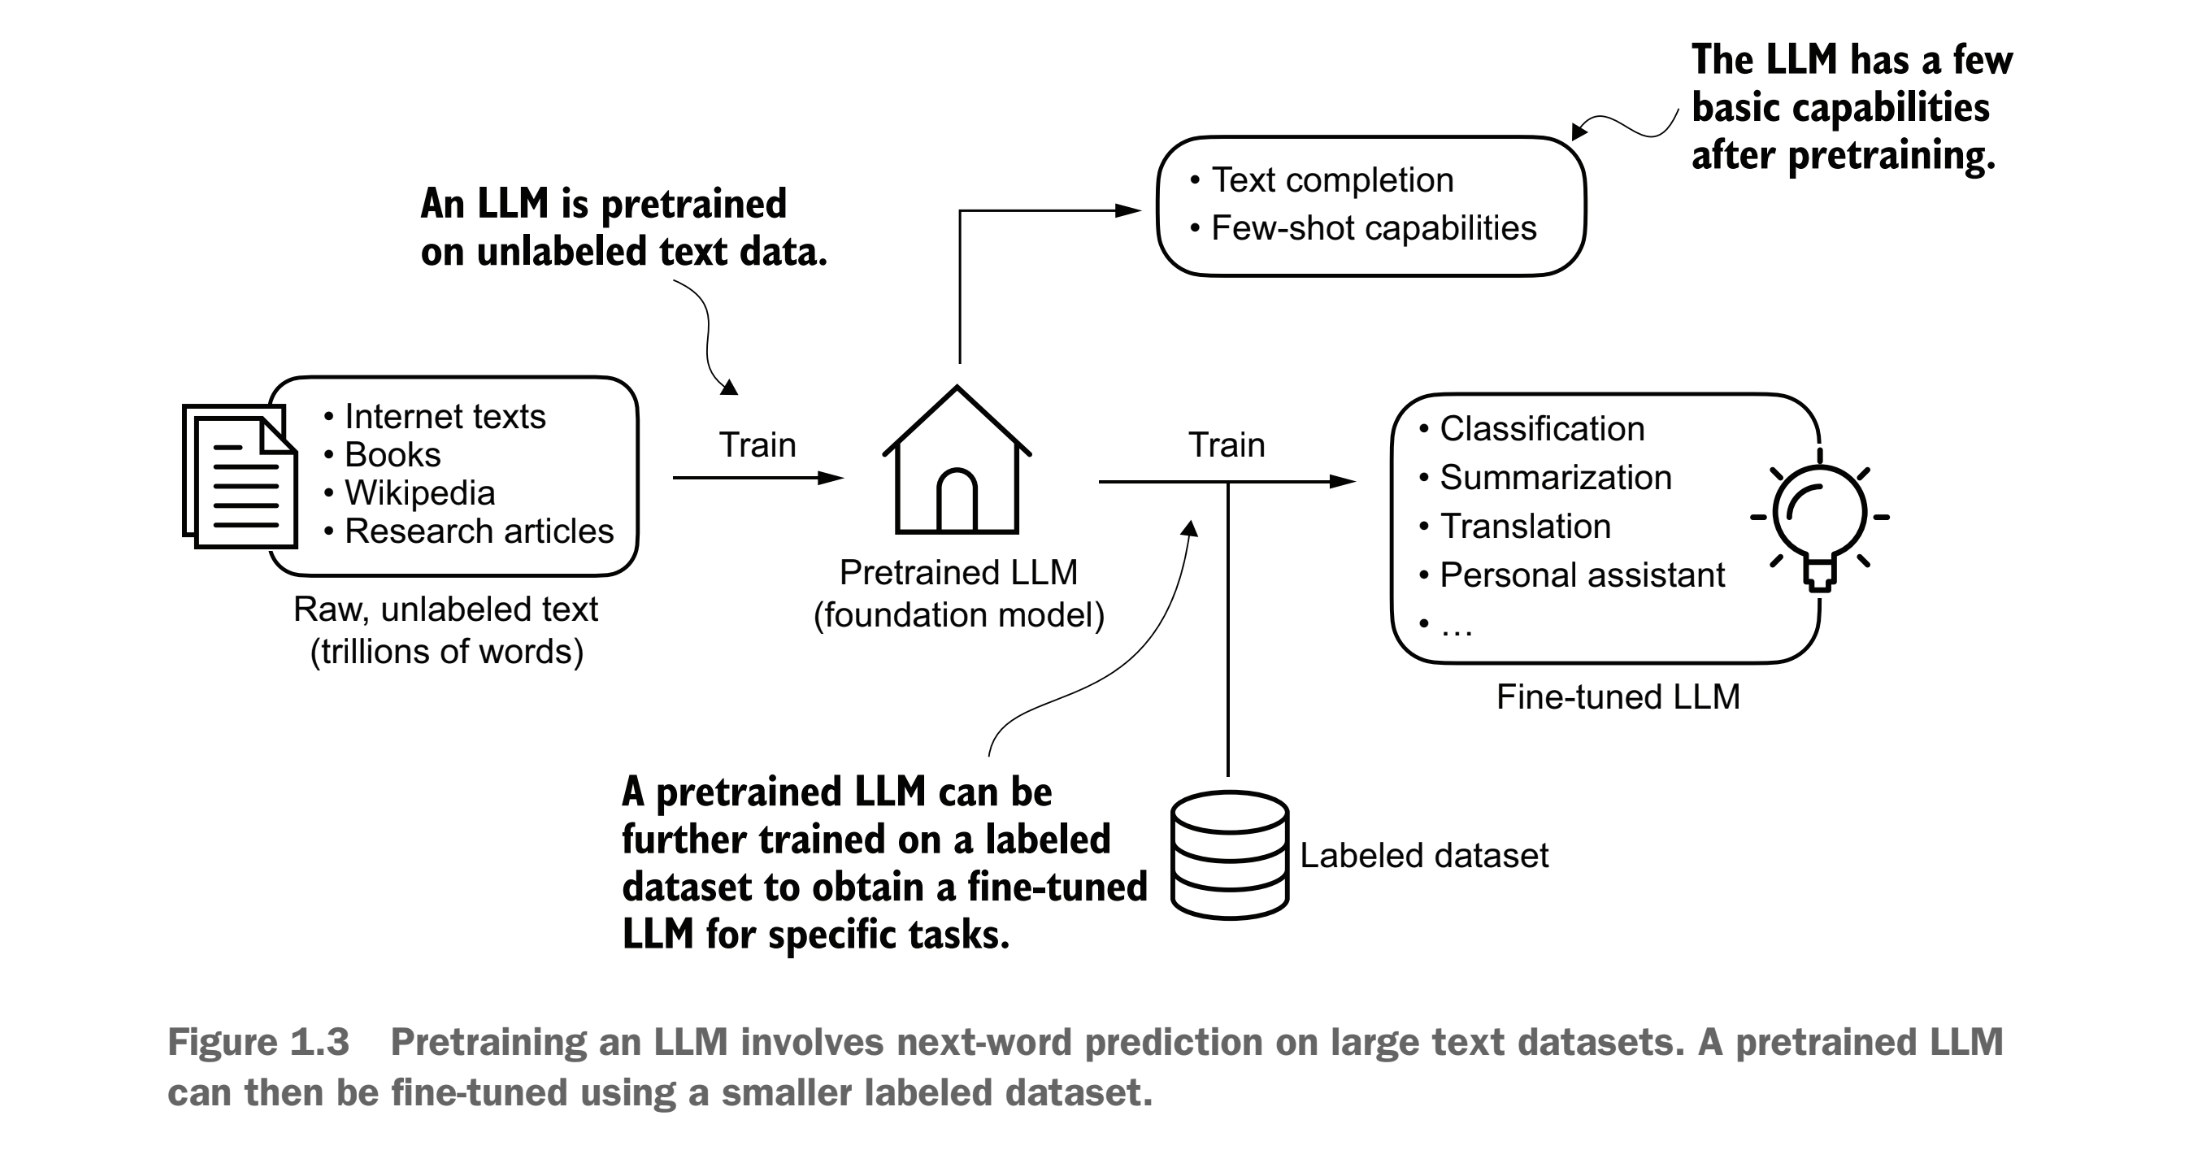 The LLM has a few
basic capabilities
after pretraining.
• Text completion
• Few-shot capabilities
An LLM is pretrained
on unlabeled text data.
• Internet texts
• Books
• Wikipedia
• Research articles
Raw, unlabeled text
(trillions of words)
Train
Pretrained LLM
(foundation model)
Train
• Classification
• Summarization
• Translation
• Personal assistant
• …
Fine-tuned LLM
A pretrained LLM can be
further trained on a labeled
dataset to obtain a fine-tuned
LLM for specific tasks.
Labeled dataset
Figure 1.3 Pretraining an LLM involves next-word prediction on large text datasets. A pretrained LLM
can then be fine-tuned using a smaller labeled dataset.